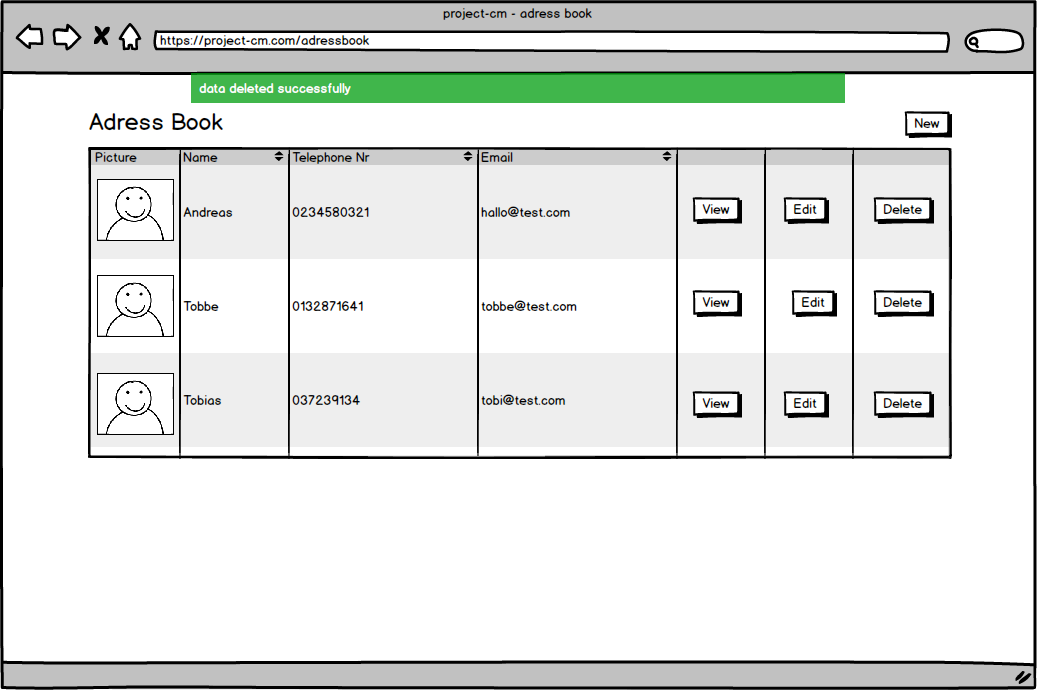 project-cm - adress book
https://project-cm.com/adressbook
data deleted successfully
Adress Book
New
Picture Name Telephone Nr Email
Andreas 0234580321 hallo@test.com View Edit Delete
Tobbe 0132871641 tobbe@test.com View Edit Delete
Tobias 037239134 tobi@test.com View Edit Delete